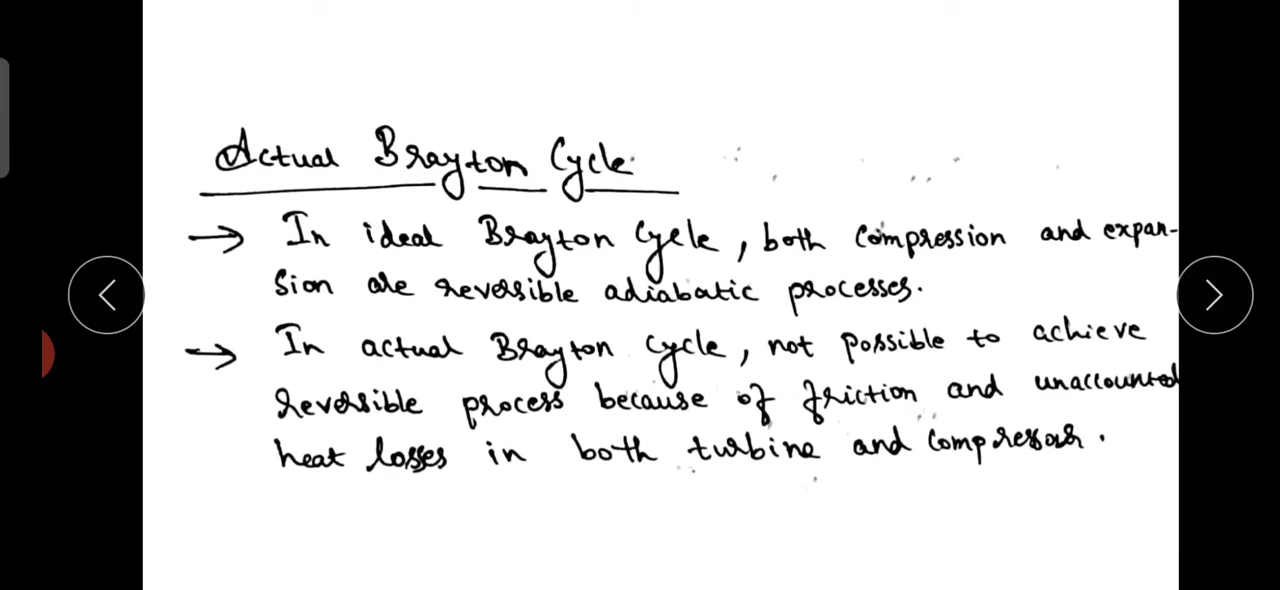 Actual Brayton Cycle
→ In ideal Brayton Cycle, both compression and expan-
sion are reversible adiabatic processes.
→ In actual Brayton cycle, not possible to achieve
reversible process because of friction and unaccounted
heat losses in both turbine and compressor.